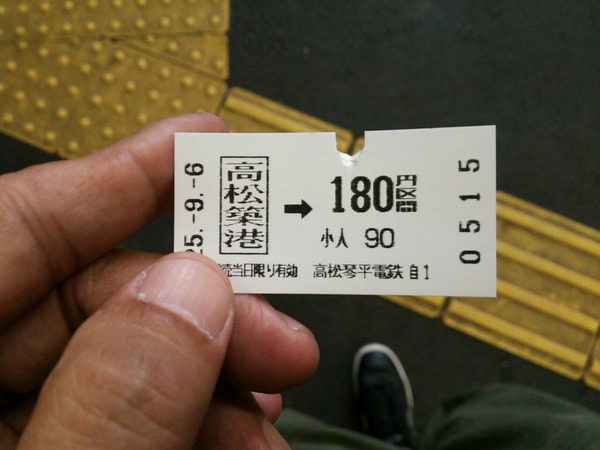 25.-9.-6
高松築港
➡ 180円区間
小人 90
当日限り有効 高松琴平電鉄 自1
0515